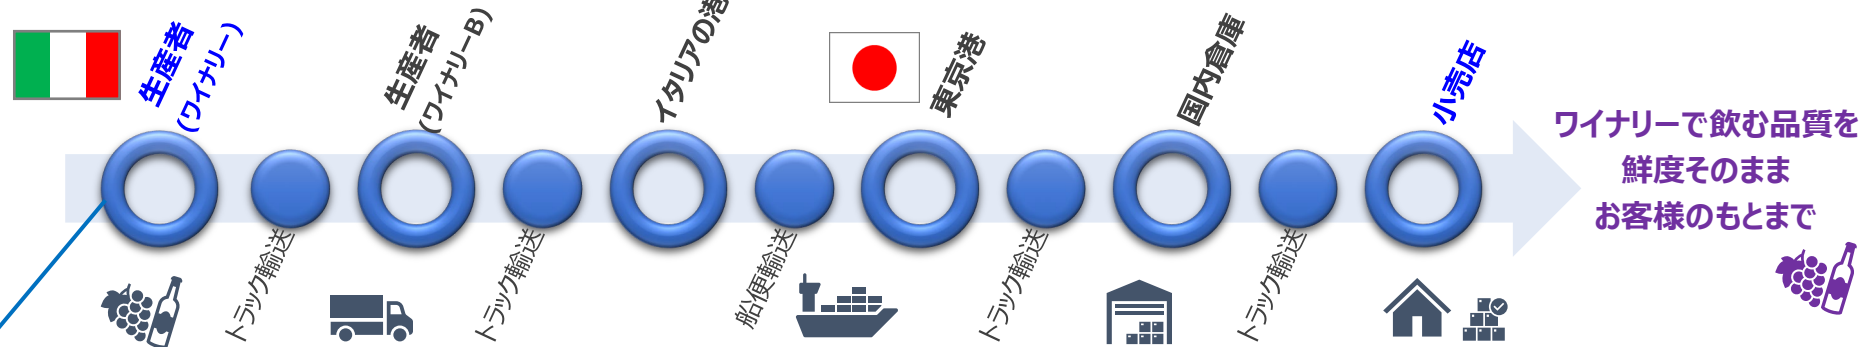 生産者
(ワイナリー)
トラック輸送
生産者
(ワイナリーB)
トラック輸送
イタリアの港
船便輸送
東京港
トラック輸送
国内倉庫
トラック輸送
小売店
ワイナリーで飲む品質を
鮮度そのまま
お客様のもとまで